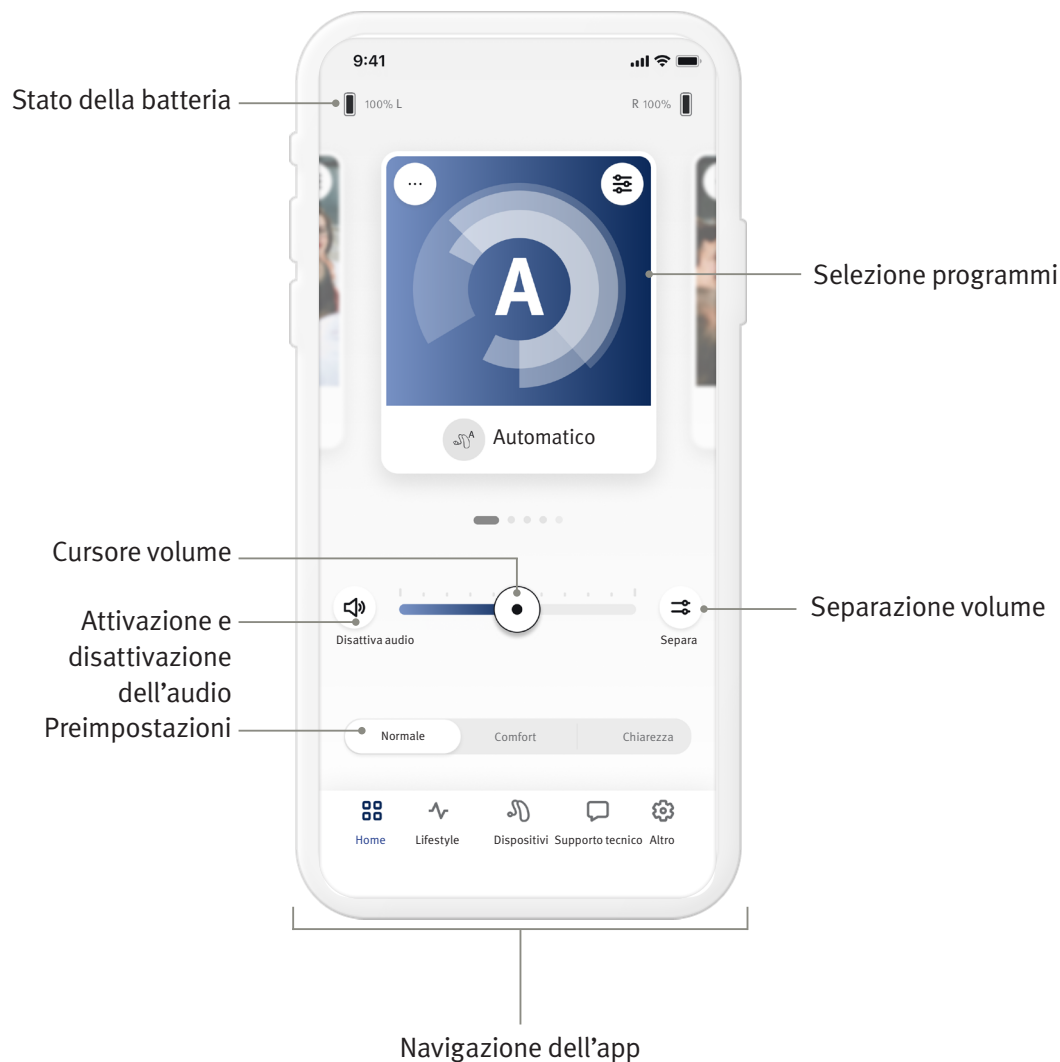 9:41
Stato della batteria
100% L
R 100%
A
Selezione programmi
A
Automatico
Cursore volume
Attivazione e
disattivazione
dell’audio
Disattiva audio
Separa
Separazione volume
Preimpostazioni
Normale
Comfort
Chiarezza
Home
Lifestyle
Dispositivi
Supporto tecnico
Altro
Navigazione dell’app